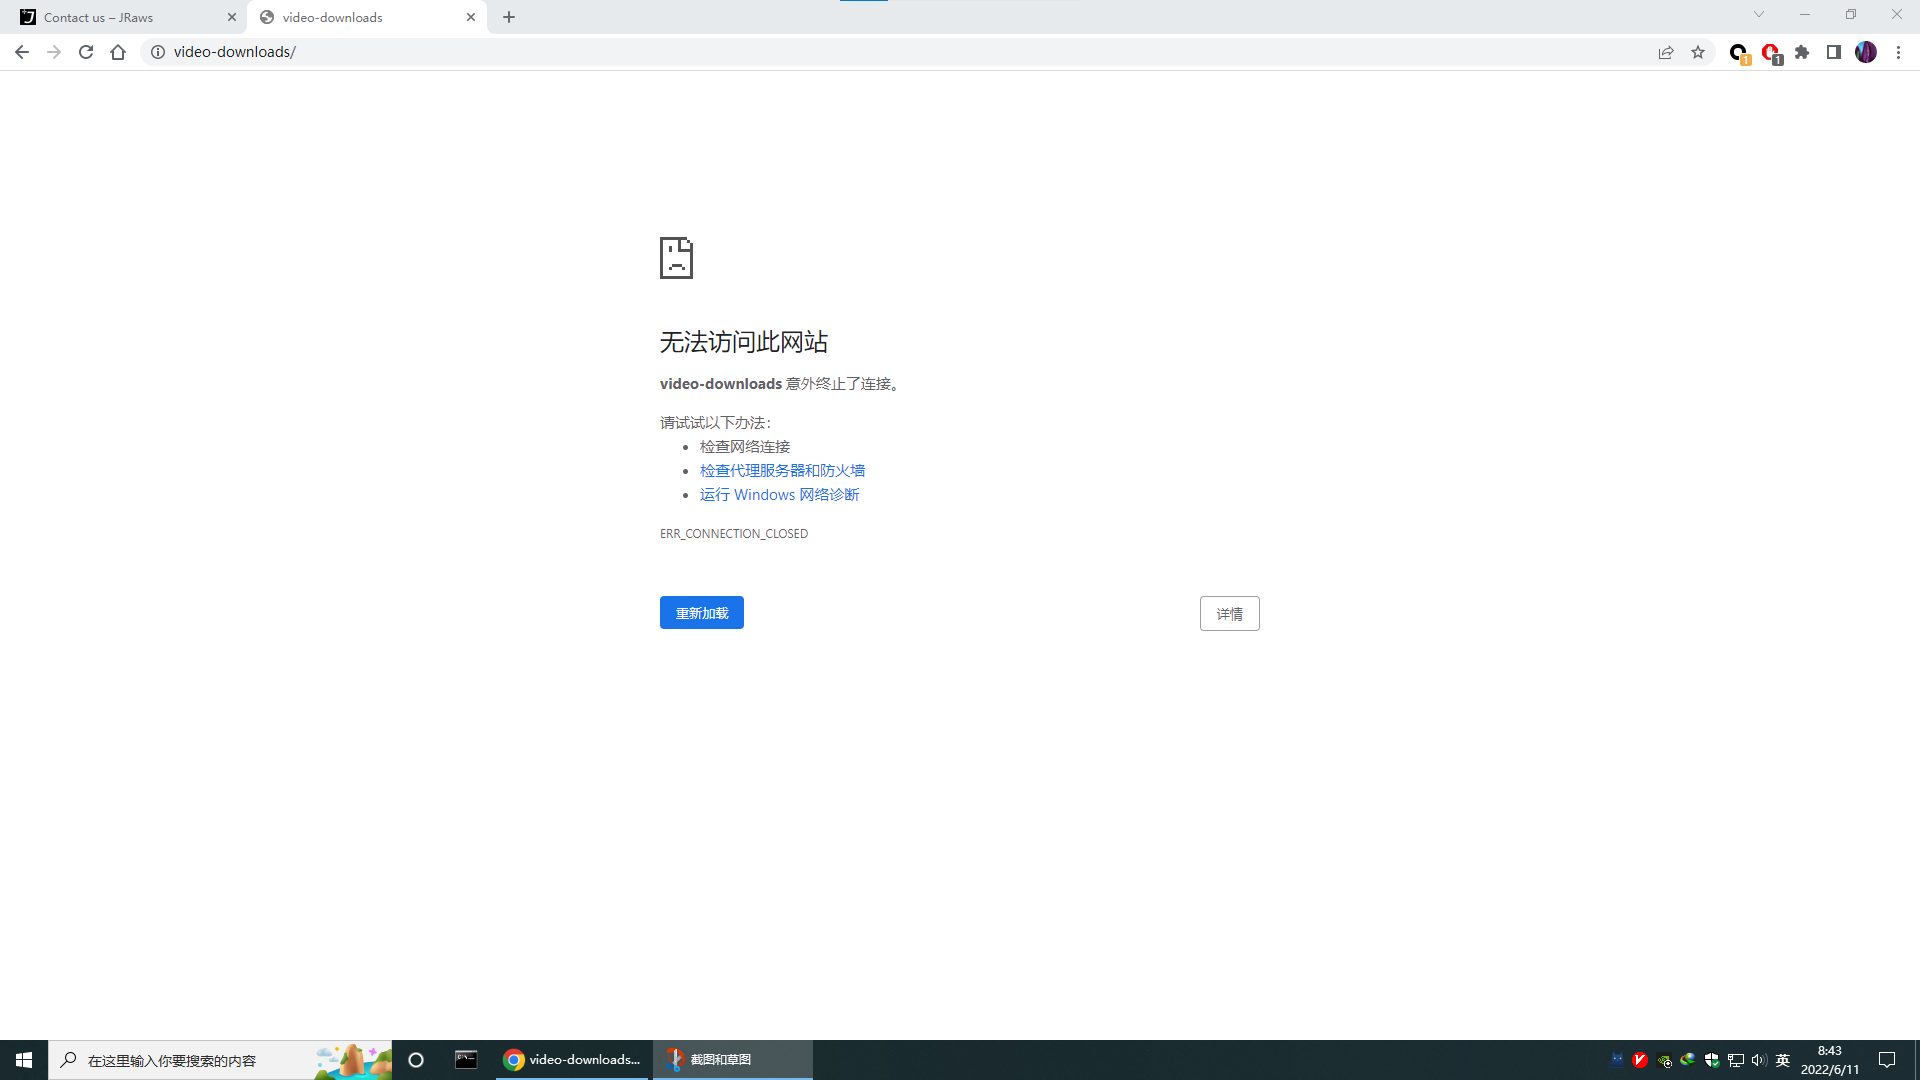 Contact us – JRaws
video-downloads
video-downloads/
1
1
无法访问此网站
video-downloads 意外终止了连接。
请试试以下办法：
检查网络连接
检查代理服务器和防火墙
运行 Windows 网络诊断
ERR_CONNECTION_CLOSED
重新加载
详情
在这里输入你要搜索的内容
video-downloads...
截图和草图
英
8:43
2022/6/11